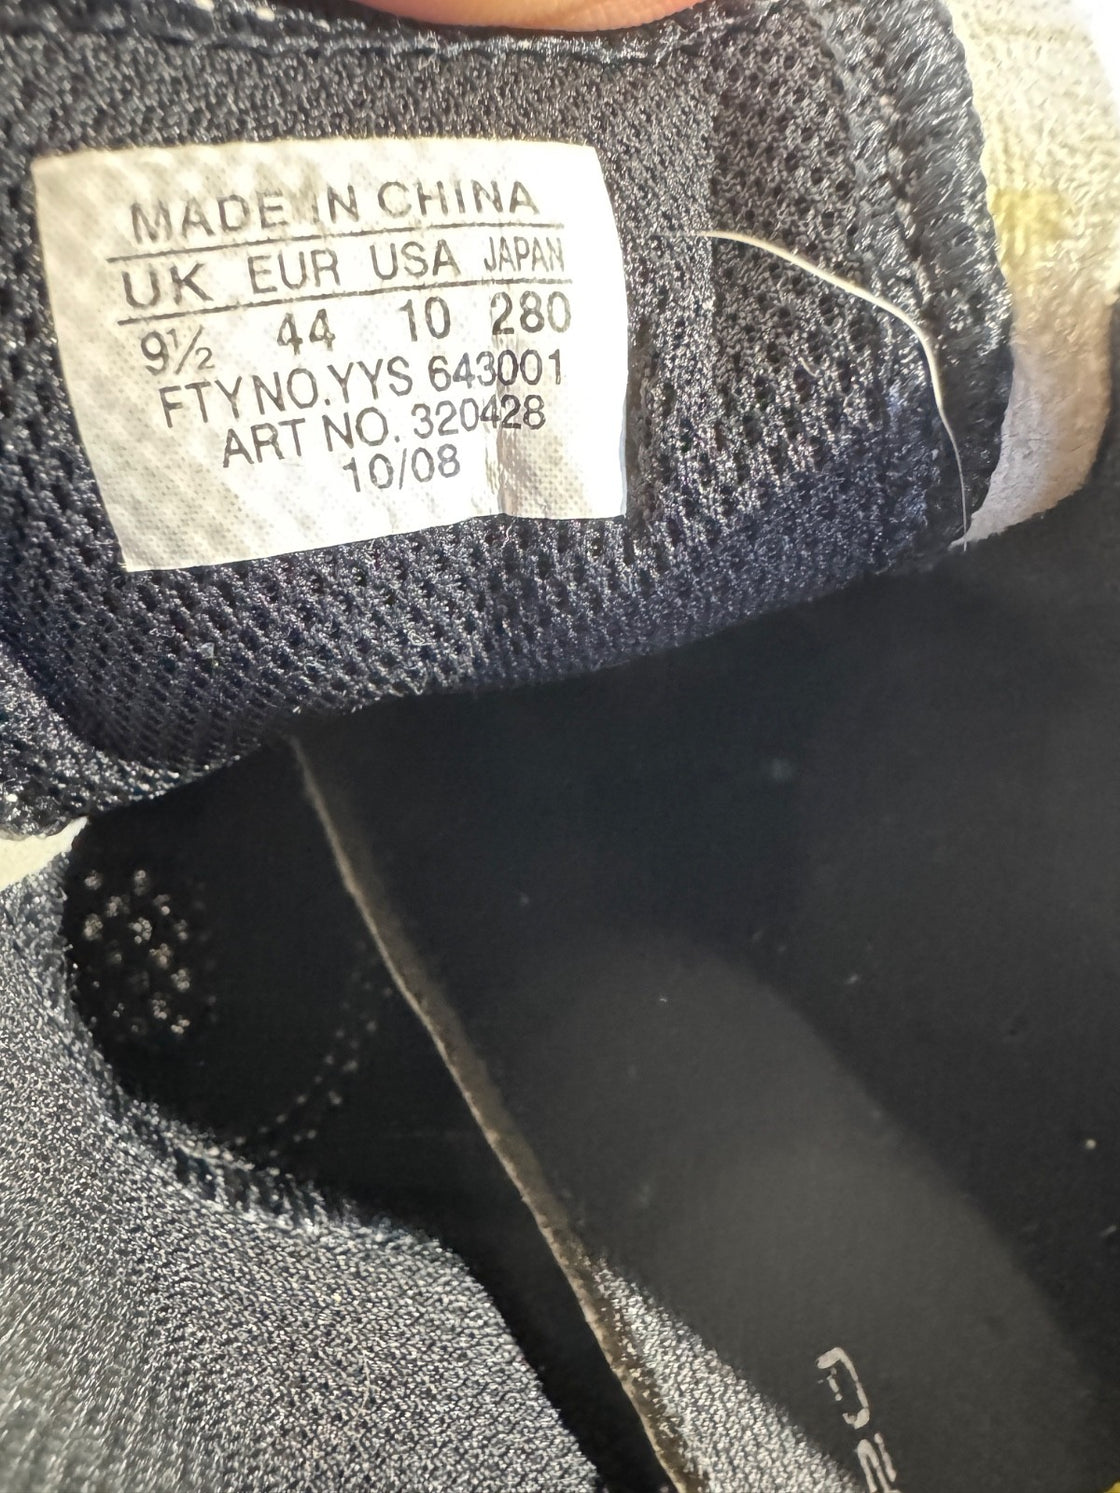 MADE IN CHINA
UK EUR USA JAPAN
9½ 44 10 280
FTY NO.YYS 643001
ART NO. 320428
10/08